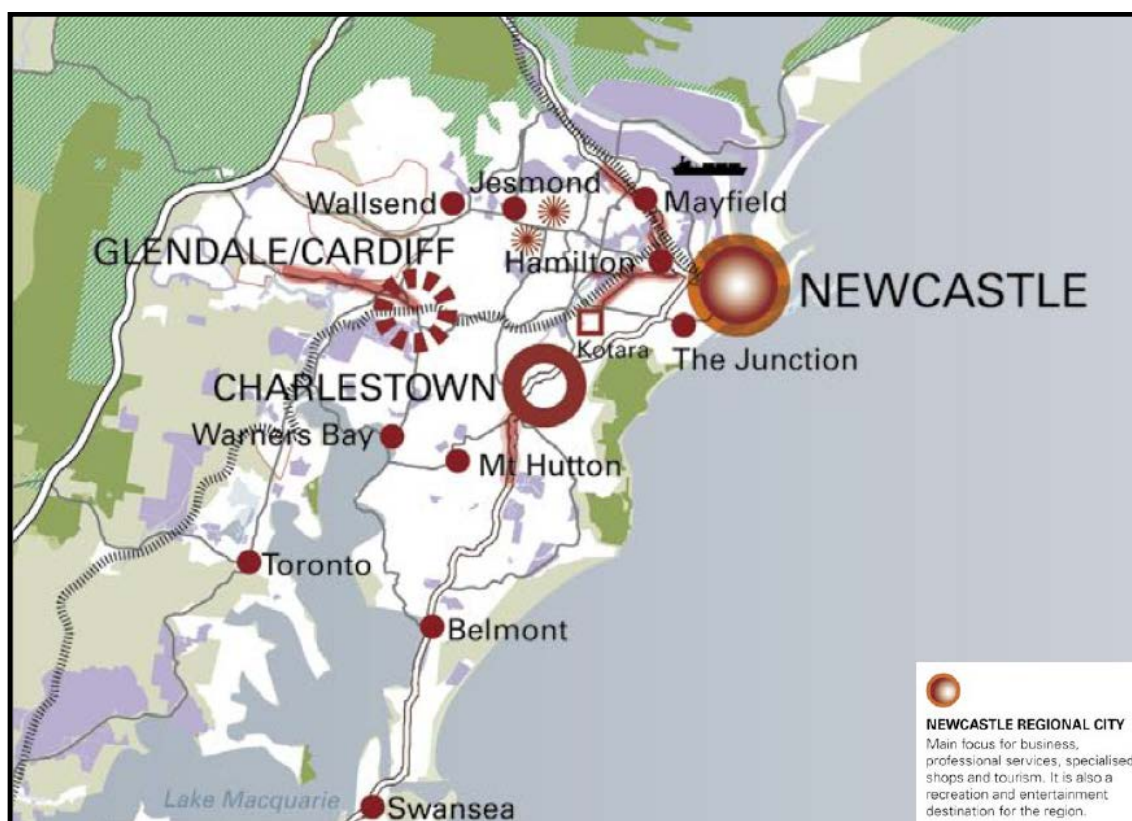 Jesmond
Wallsend
Mayfield
GLENDALE/CARDIFF
Hamilton
NEWCASTLE
Kotara
The Junction
CHARLESTOWN
Warners Bay
Mt Hutton
Toronto
Belmont
Lake Macquarie
Swansea
NEWCASTLE REGIONAL CITY
Main focus for business,
professional services, specialised
shops and tourism. It is also a
recreation and entertainment
destination for the region.